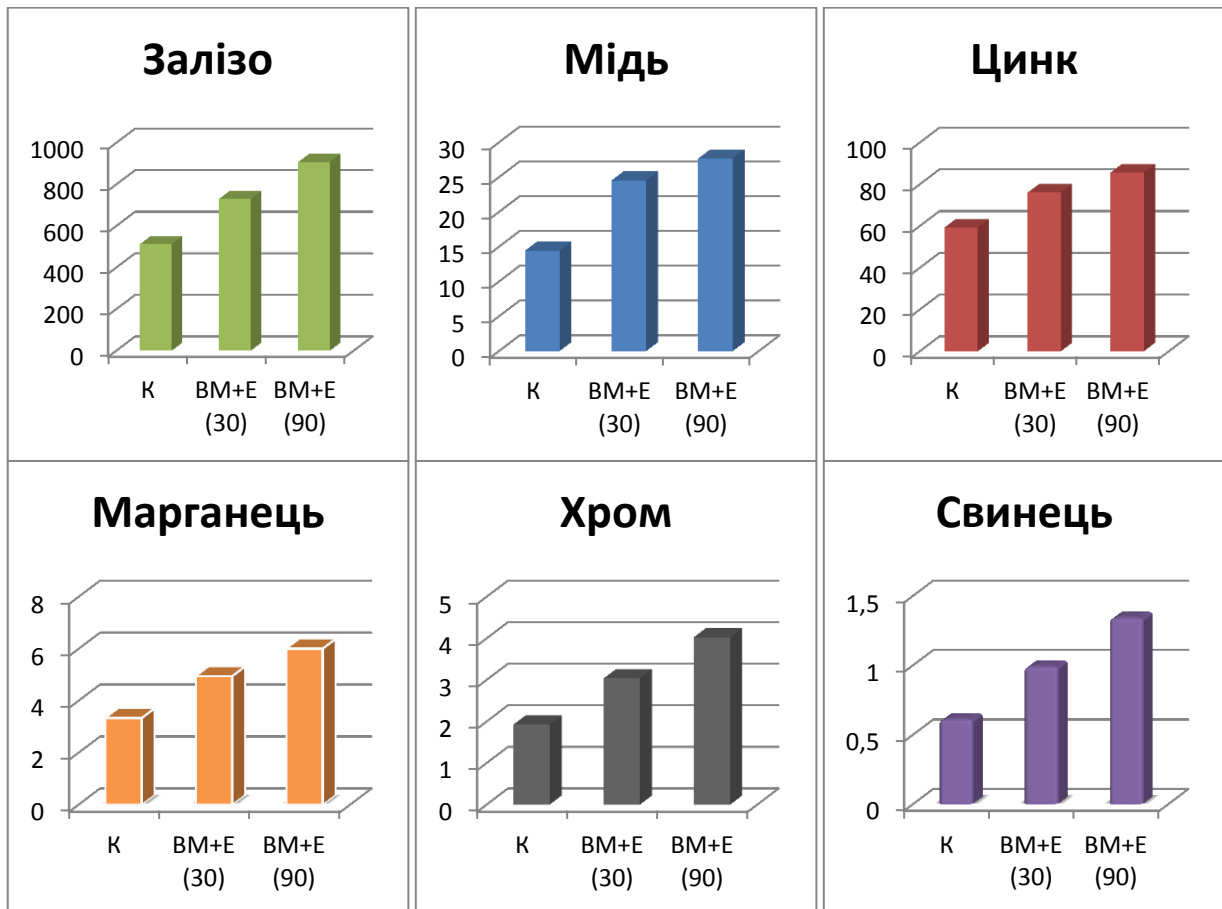 Залізо
1000
800
600
400
200
0
К
ВМ+Е
(30)
ВМ+Е
(90)
Мідь
30
25
20
15
10
5
0
К
ВМ+Е
(30)
ВМ+Е
(90)
Цинк
100
80
60
40
20
0
К
ВМ+Е
(30)
ВМ+Е
(90)
Марганець
8
6
4
2
0
К
ВМ+Е
(30)
ВМ+Е
(90)
Хром
5
4
3
2
1
0
К
ВМ+Е
(30)
ВМ+Е
(90)
Свинець
1,5
1
0,5
0
К
ВМ+Е
(30)
ВМ+Е
(90)